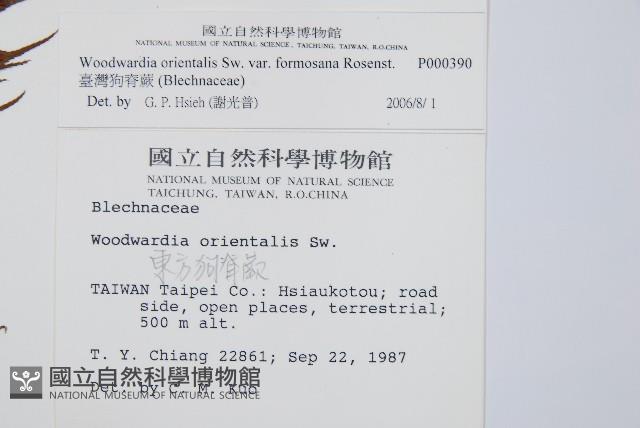 國立自然科學博物館
NATIONAL MUSEUM OF NATURAL SCIENCE, TAICHUNG, TAIWAN, R.O.CHINA
Woodwardia orientalis Sw. var. formosana Rosenst. P000390
臺灣狗脊蕨 (Blechnaceae)
Det. by G. P. Hsieh (謝光普) 2006/8/1
國立自然科學博物館
NATIONAL MUSEUM OF NATURAL SCIENCE
TAICHUNG, TAIWAN, R.O.CHINA
Blechnaceae
Woodwardia orientalis Sw.
東方狗脊蕨
TAIWAN Taipei Co.: Hsiaukotou; road
side, open places, terrestrial;
500 m alt.
T. Y. Chiang 22861; Sep 22, 1987
Det. by C. M. Kuo
國立自然科學博物館
NATIONAL MUSEUM OF NATURAL SCIENCE